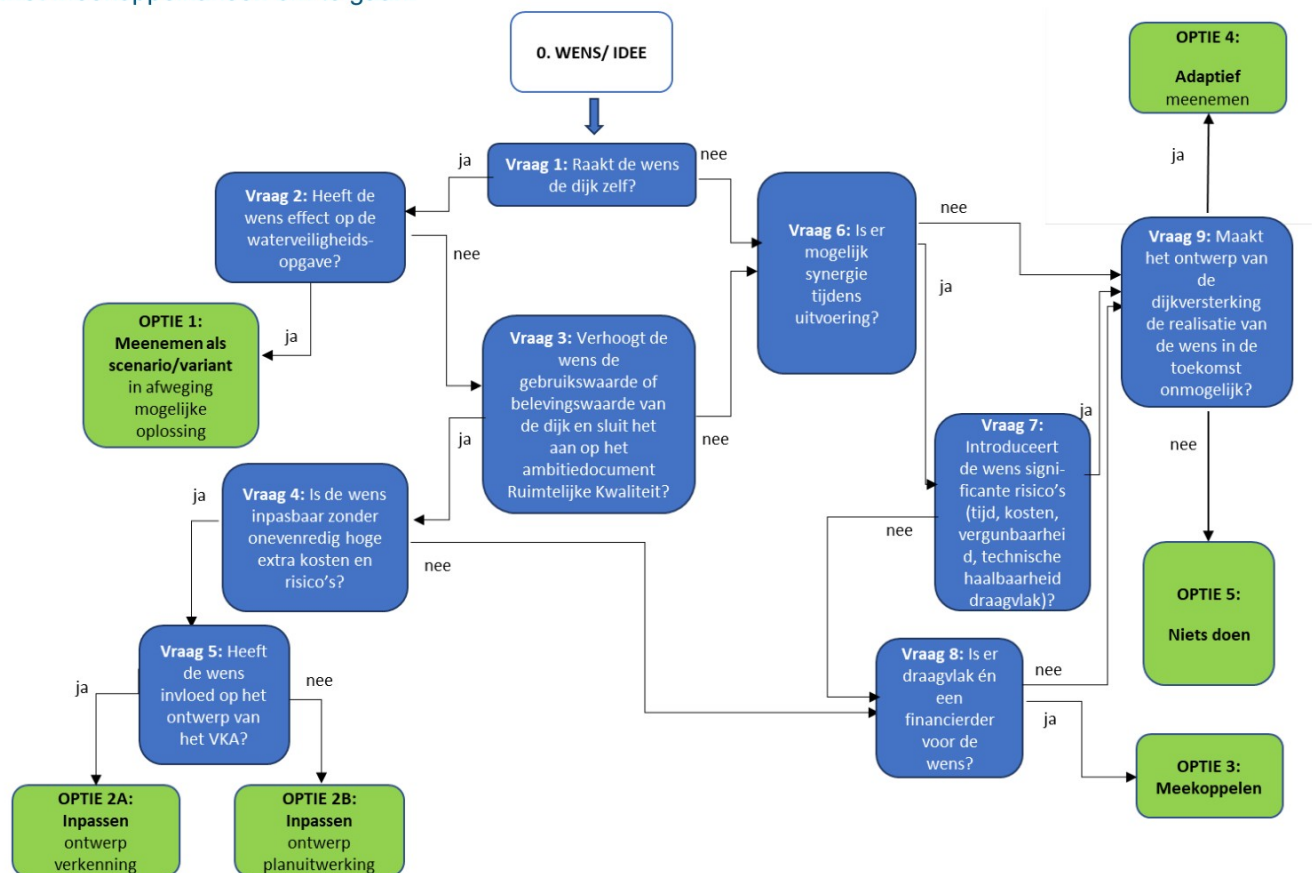 0. WENS/ IDEE
OPTIE 4:
Adaptief
meenemen
ja
nee
Vraag 1: Raakt de wens
de dijk zelf?
ja
Vraag 2: Heeft de
wens effect op de
waterveiligheids-
opgave?
nee
ja
OPTIE 1:
Meenemen als
scenario/variant
in afweging
mogelijke
oplossing
Vraag 3: Verhoogt de
wens de
gebruikswaarde of
belevingswaarde van
de dijk en sluit het
aan op het
ambitiedocument
Ruimtelijke Kwaliteit?
ja
nee
Vraag 6: Is er
mogelijk
synergie
tijdens
uitvoering?
nee
ja
Vraag 9: Maakt
het ontwerp van
de
dijkversterking
de realisatie van
de wens in de
toekomst
onmogelijk?
ja
nee
Vraag 7:
Introduceert
de wens signi-
ficante risico's
(tijd, kosten,
vergunbaarhei
d, technische
haalbaarheid
draagvlak)?
nee
ja
Vraag 4: Is de wens
inpasbaar zonder
onevenredig hoge
extra kosten en
risico's?
nee
OPTIE 5:
Niets doen
Vraag 5: Heeft
de wens
invloed op het
ontwerp van
het VKA?
ja
nee
Vraag 8: Is er
draagvlak én
een
financierder
voor de
wens?
nee
ja
OPTIE 3:
Meekoppelen
OPTIE 2A:
Inpassen
ontwerp
verkenning
OPTIE 2B:
Inpassen
ontwerp
planuitwerking